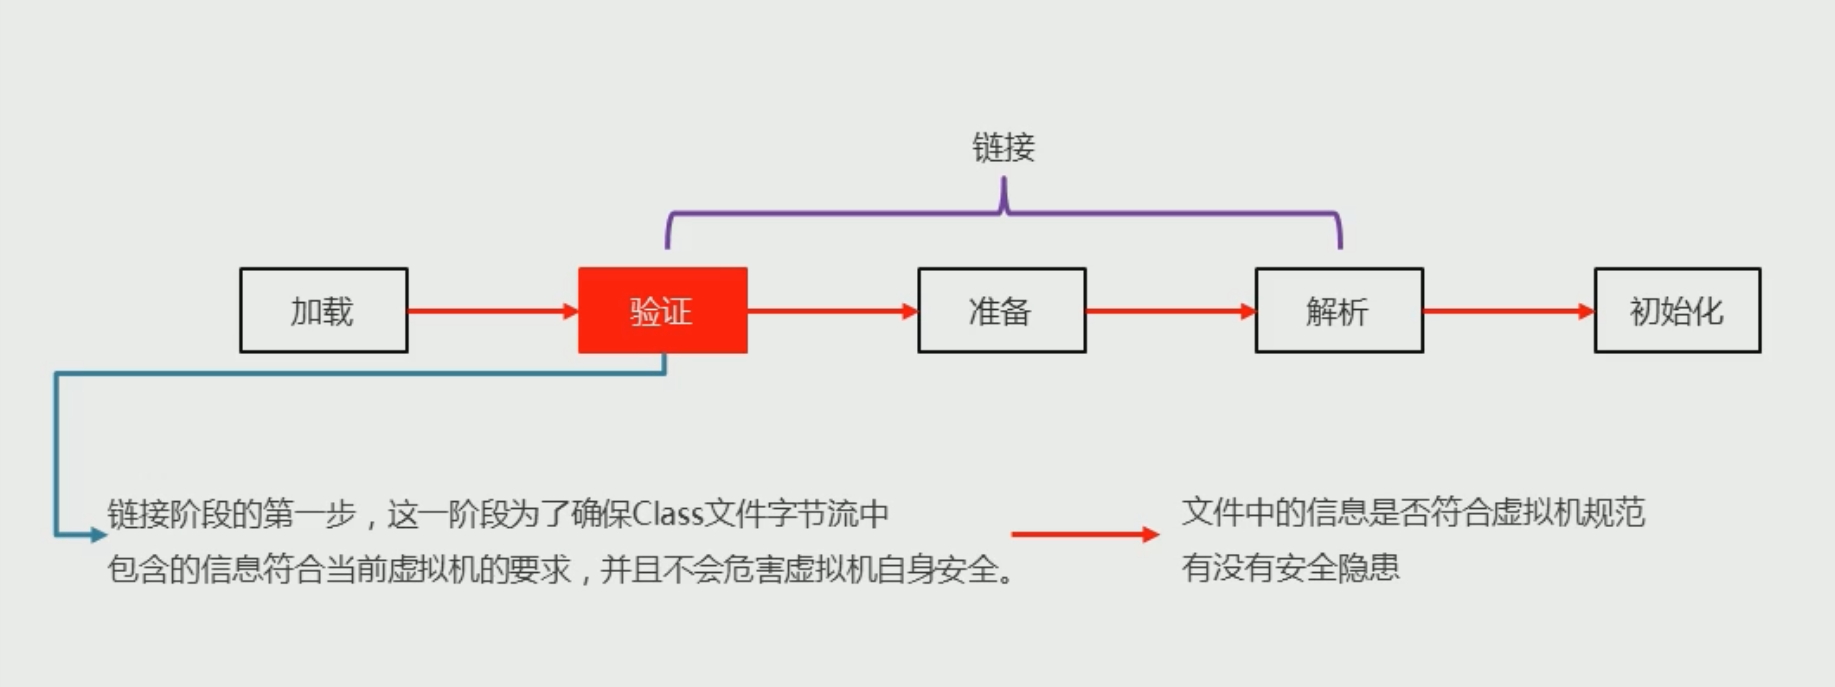 链接
加载
验证
准备
解析
初始化
链接阶段的第一步，这一阶段为了确保Class文件字节流中
包含的信息符合当前虚拟机的要求，并且不会危害虚拟机自身安全。
文件中的信息是否符合虚拟机规范
有没有安全隐患